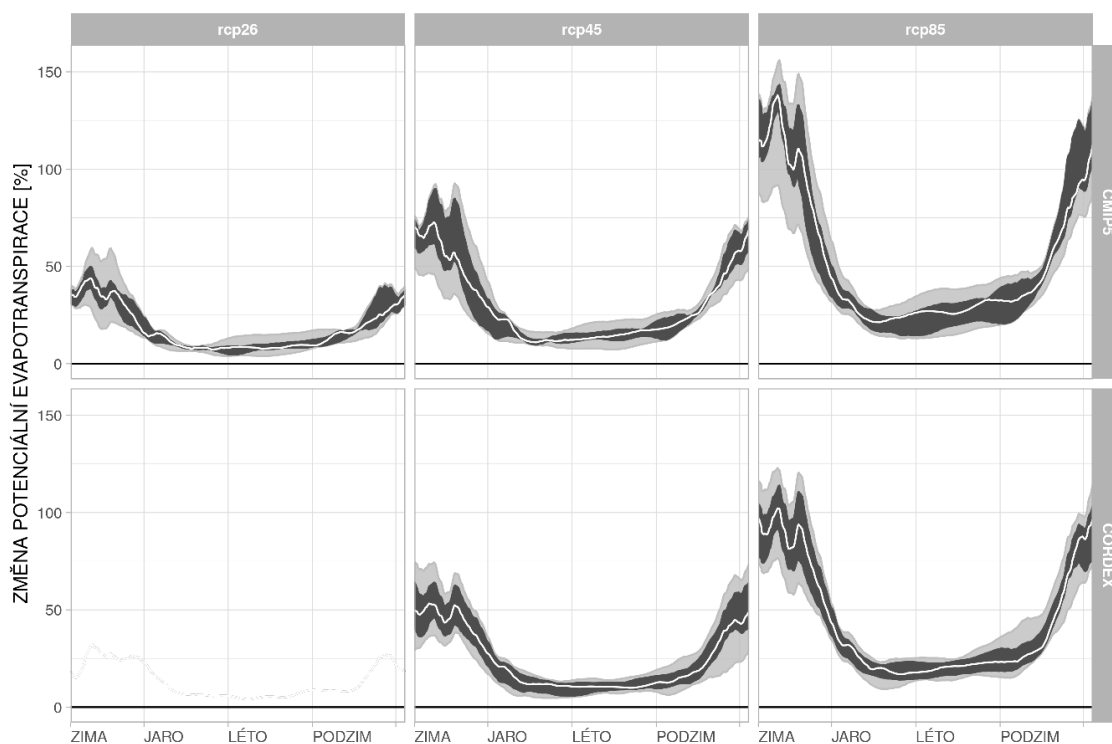 rcp26
rcp45
rcp85
ZMĚNA POTENCIÁLNÍ EVAPOTRANSPIRACE [%]
150
100
50
0
CMIP5
150
100
50
0
CORDEX
ZIMA JARO LÉTO PODZIM
ZIMA JARO LÉTO PODZIM
ZIMA JARO LÉTO PODZIM